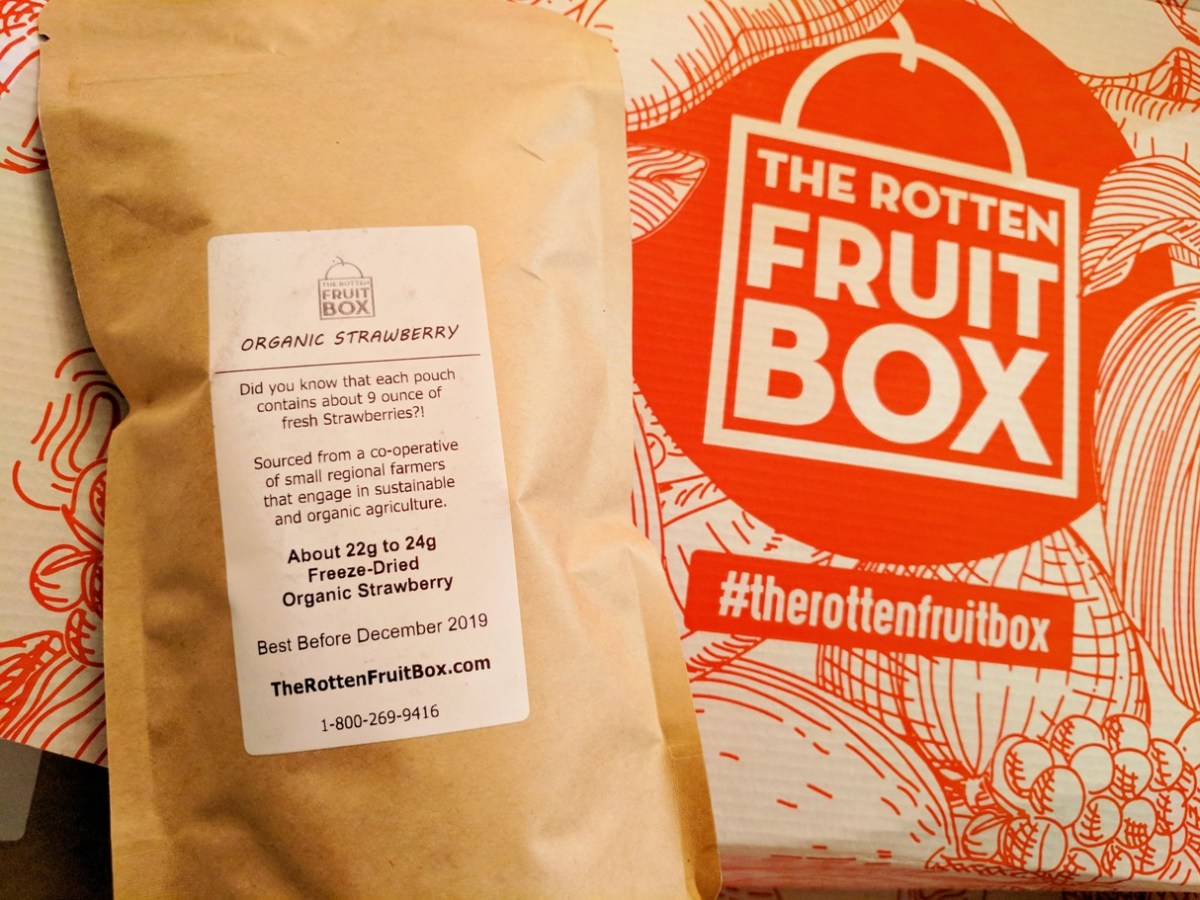 THE ROTTEN
FRUIT
BOX
ORGANIC STRAWBERRY
Did you know that each pouch
contains about 9 ounce of
fresh Strawberries?!
Sourced from a co-operative
of small regional farmers
that engage in sustainable
and organic agriculture.
About 22g to 24g
Freeze-Dried
Organic Strawberry
Best Before December 2019
TheRottenFruitBox.com
1-800-269-9416
THE ROTTEN
FRUIT
BOX
#therottenfruitbox